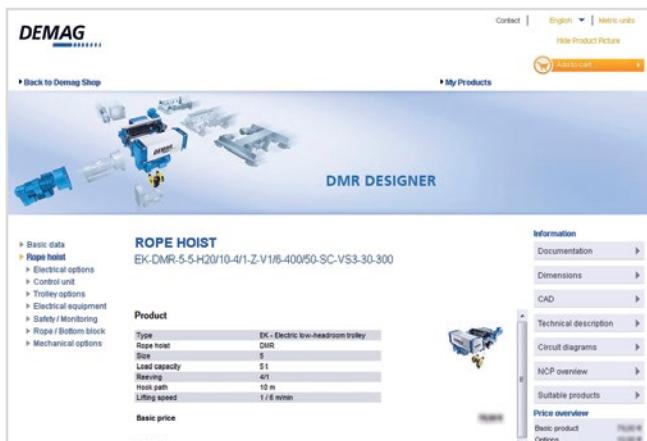 Contact
English
Metric units
DEMAG
Hide Product Picture
Add to cart
Back to Demag Shop
My Products
DEMAG
DMR DESIGNER
Basic data
Rope hoist
Electrical options
Control unit
Trolley options
Electrical equipment
Safety / Monitoring
Rope / Bottom block
Mechanical options
ROPE HOIST
EK-DMR-5-5-H20/10-4/1-Z-V1/6-400/50-SC-VS3-30-300
Product
Type EK - Electric low-headroom trolley
Rope hoist DMR
Size 5
Load capacity 5 t
Reeving 4/1
Hook path 10 m
Lifting speed 1 / 6 m/min
Basic price
Information
Documentation
Dimensions
CAD
Technical description
Circuit diagrams
NCP overview
Suitable products
Price overview
Basic product
Options